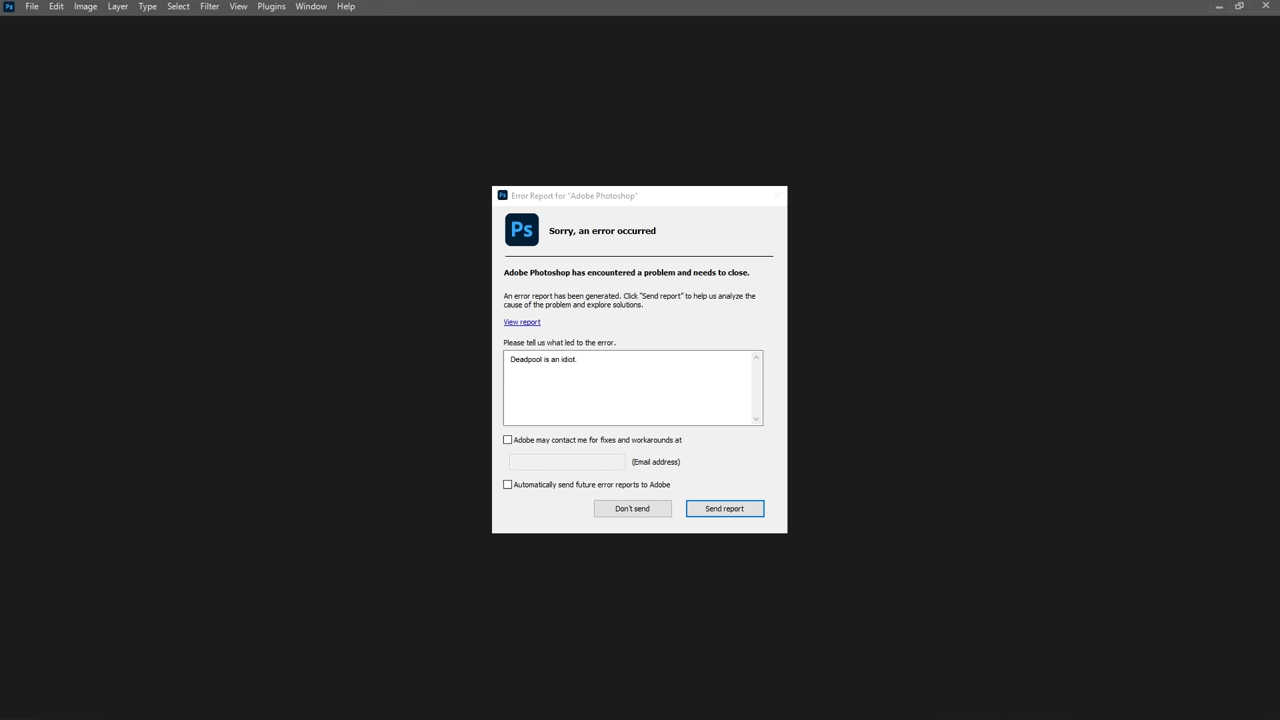 Ps File Edit Image Layer Type Select Filter View Plugins Window Help
Ps Error Report for "Adobe Photoshop"
Ps Sorry, an error occurred
Adobe Photoshop has encountered a problem and needs to close.
An error report has been generated. Click "Send report" to help us analyze the
cause of the problem and explore solutions.
View report
Please tell us what led to the error.
Deadpool is an idiot.
Adobe may contact me for fixes and workarounds at
(Email address)
Automatically send future error reports to Adobe
Don't send Send report